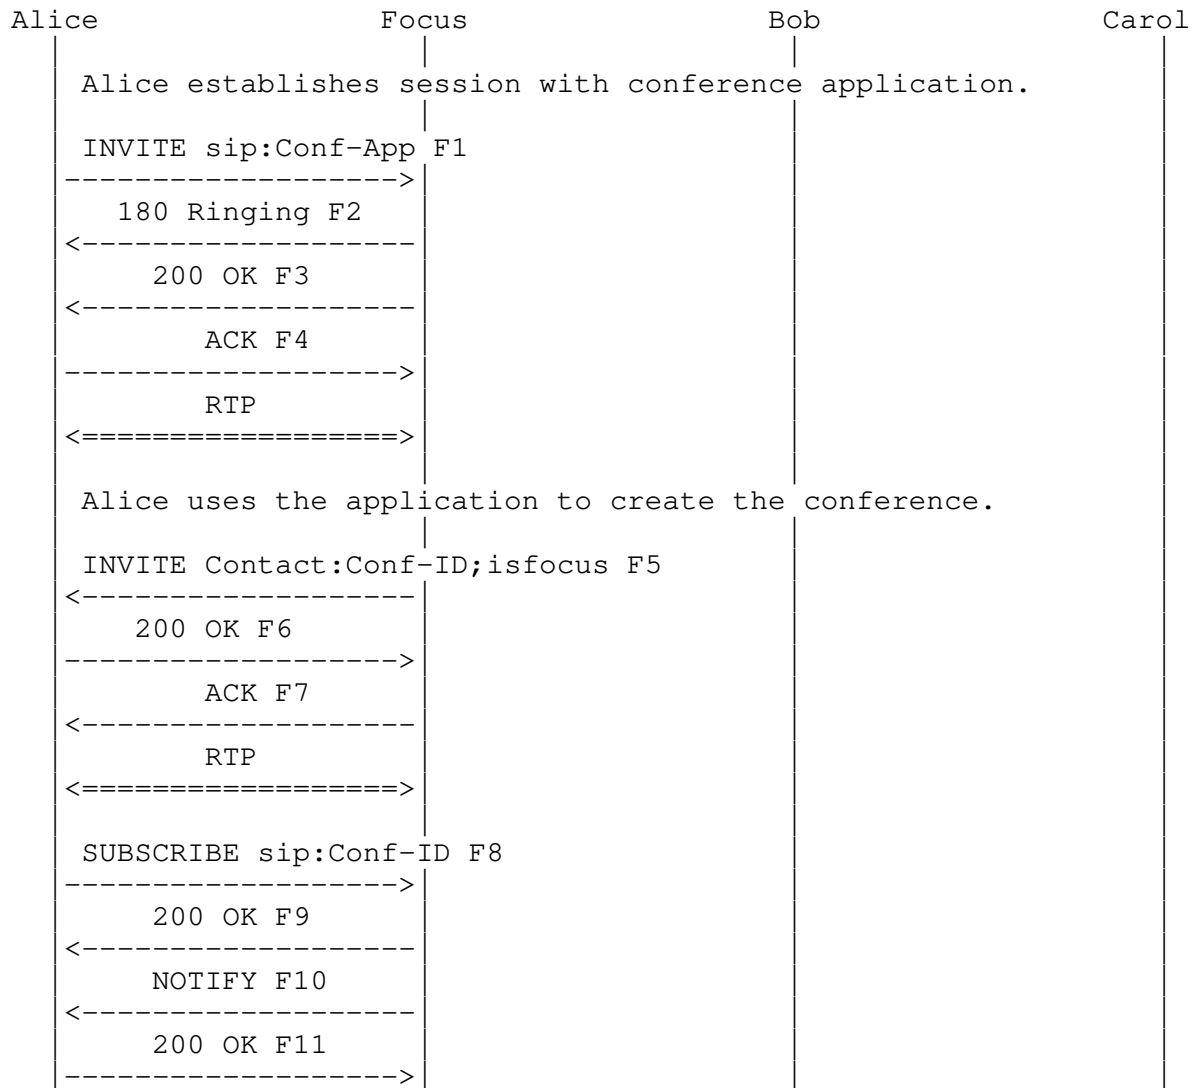 Alice Focus Bob Carol
Alice establishes session with conference application.
INVITE sip:Conf-App F1
180 Ringing F2
200 OK F3
ACK F4
RTP
Alice uses the application to create the conference.
INVITE Contact:Conf-ID;isfocus F5
200 OK F6
ACK F7
RTP
SUBSCRIBE sip:Conf-ID F8
200 OK F9
NOTIFY F10
200 OK F11